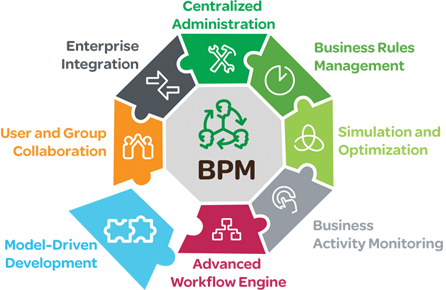 Centralized
Administration
Business Rules
Management
Simulation and
Optimization
Business
Activity Monitoring
Advanced
Workflow Engine
Model-Driven
Development
User and Group
Collaboration
Enterprise
Integration
BPM